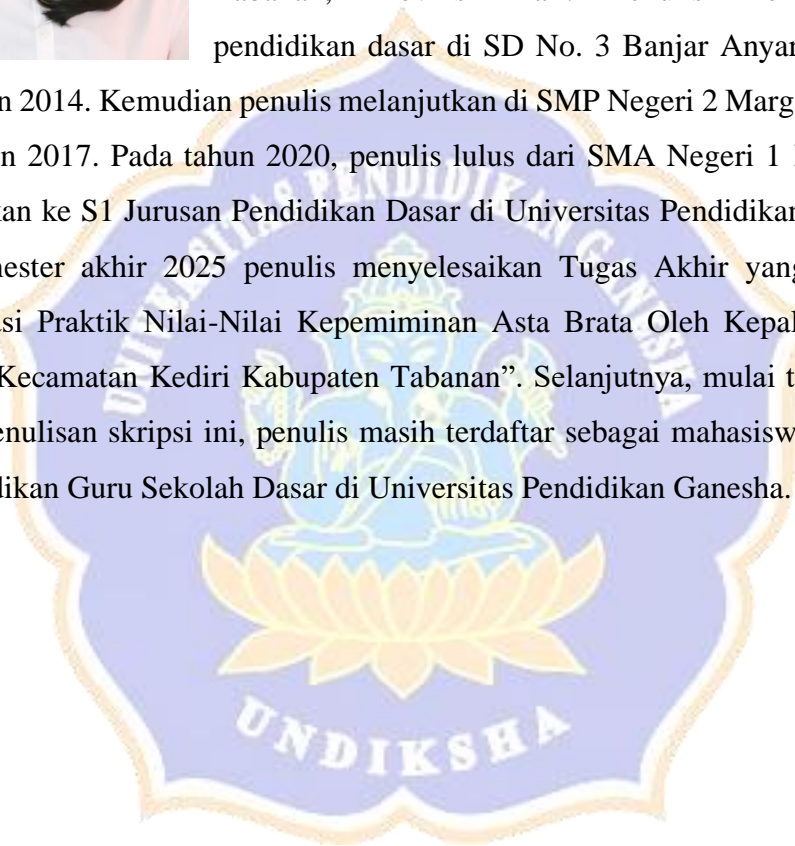 pendidikan dasar di SD No. 3 Banjar Anyar
n 2014. Kemudian penulis melanjutkan di SMP Negeri 2 Marg
n 2017. Pada tahun 2020, penulis lulus dari SMA Negeri 1
kan ke S1 Jurusan Pendidikan Dasar di Universitas Pendidikan
ester akhir 2025 penulis menyelesaikan Tugas Akhir yang
si Praktik Nilai-Nilai Kepemiminan Asta Brata Oleh Kepal
Kecamatan Kediri Kabupaten Tabanan”. Selanjutnya, mulai t
enulisan skripsi ini, penulis masih terdaftar sebagai mahasisw
dikan Guru Sekolah Dasar di Universitas Pendidikan Ganesha.
UNIVERSITAS PENDIDIKAN GANESHA
UNDIKSHA